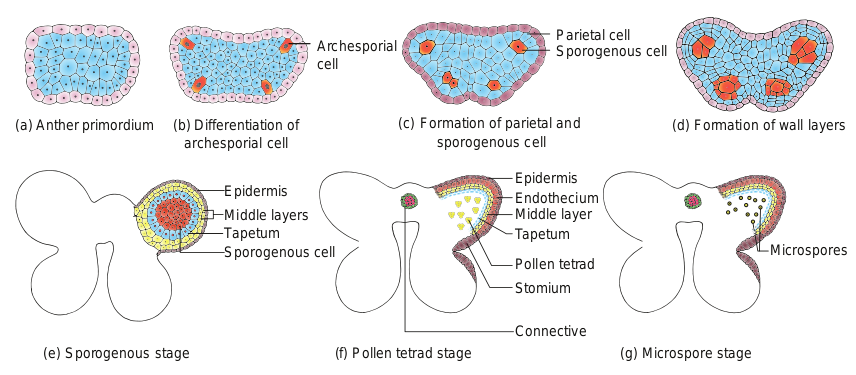 Archesporial
cell
Parietal cell
Sporogenous cell
(a) Anther primordium
(b) Differentiation of
archesporial cell
(c) Formation of parietal and
sporogenous cell
(d) Formation of wall layers
Epidermis
Middle layers
Tapetum
Sporogenous cell
Epidermis
Endothecium
Middle layer
Tapetum
Pollen tetrad
Stomium
Connective
Microspores
(e) Sporogenous stage
(f) Pollen tetrad stage
(g) Microspore stage